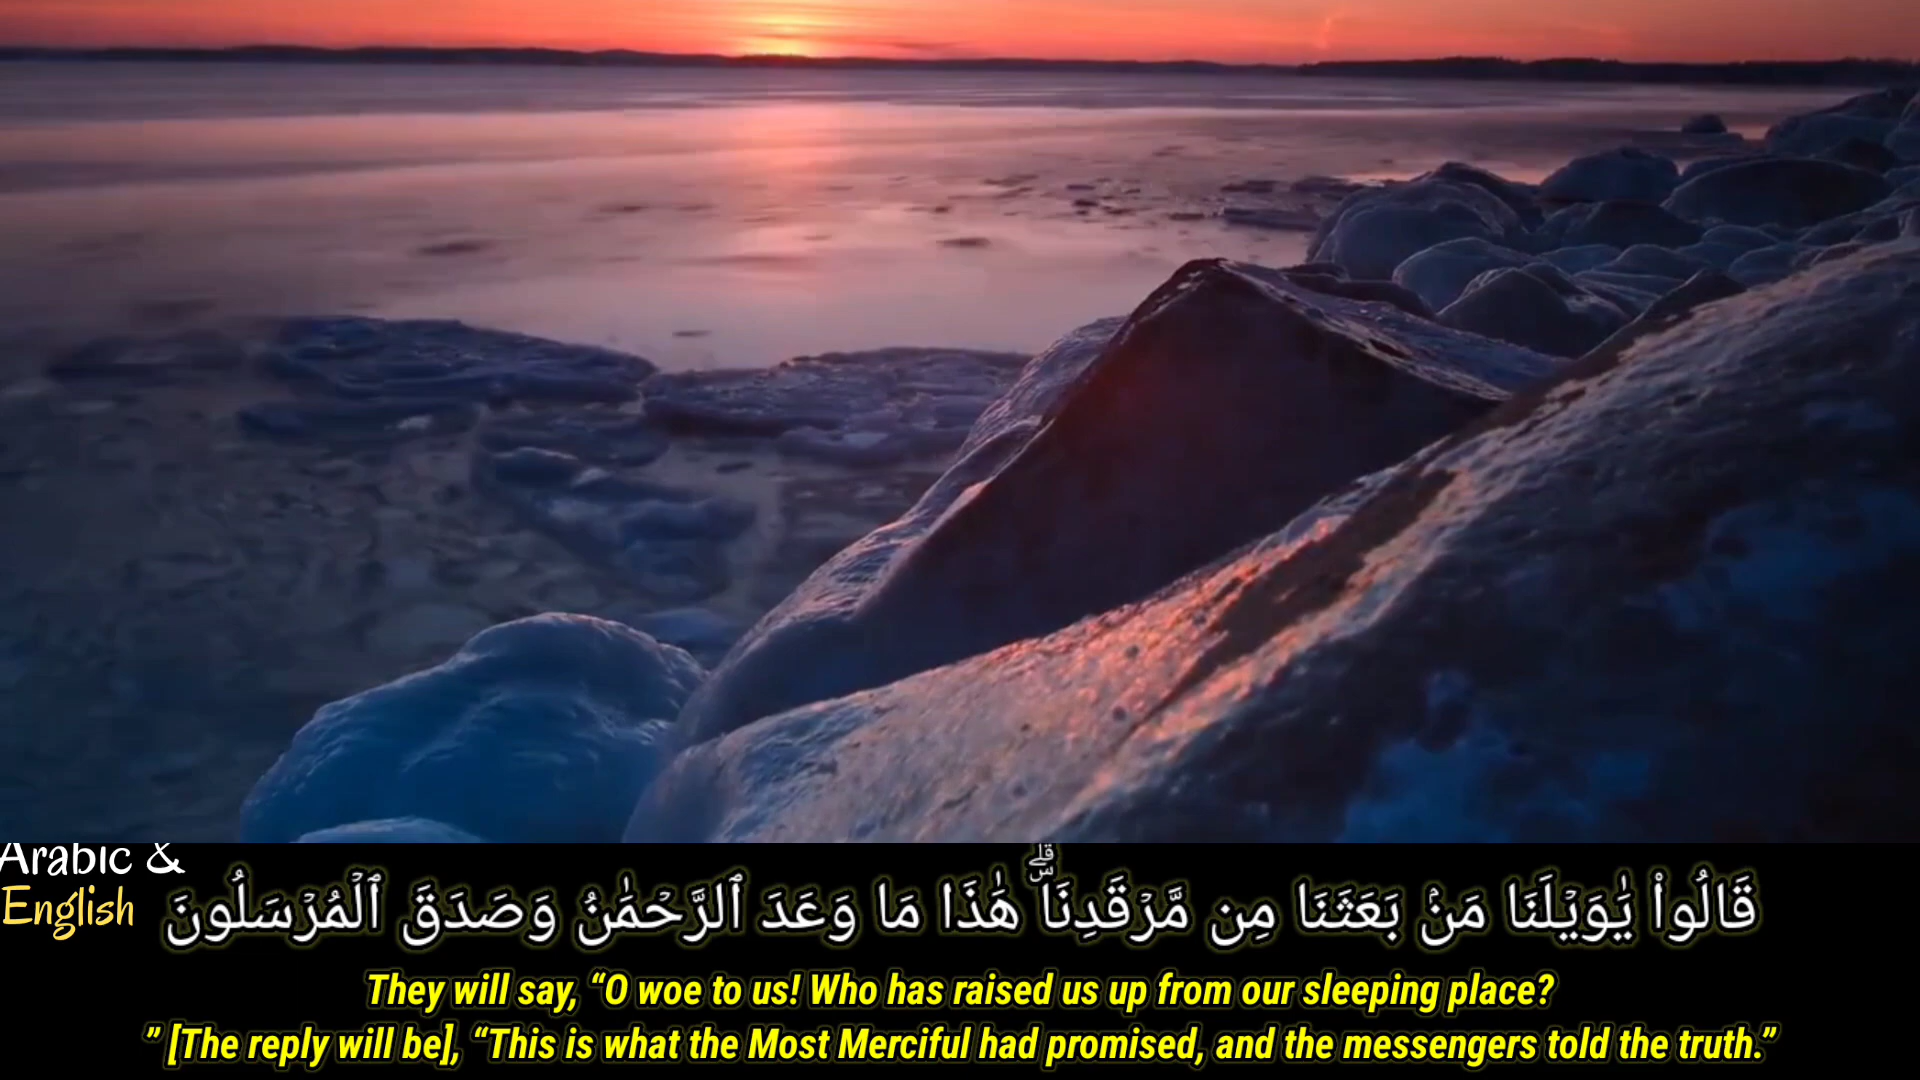 Arabic &
English
قَالُوا۟ يَٰوَيْلَنَا مَنۢ بَعَثَنَا مِن مَّرْقَدِنَاۜۗ هَٰذَا مَا وَعَدَ ٱلرَّحْمَٰنُ وَصَدَقَ ٱلْمُرْسَلُونَ
They will say, “O woe to us! Who has raised us up from our sleeping place?
” [The reply will be], “This is what the Most Merciful had promised, and the messengers told the truth.”